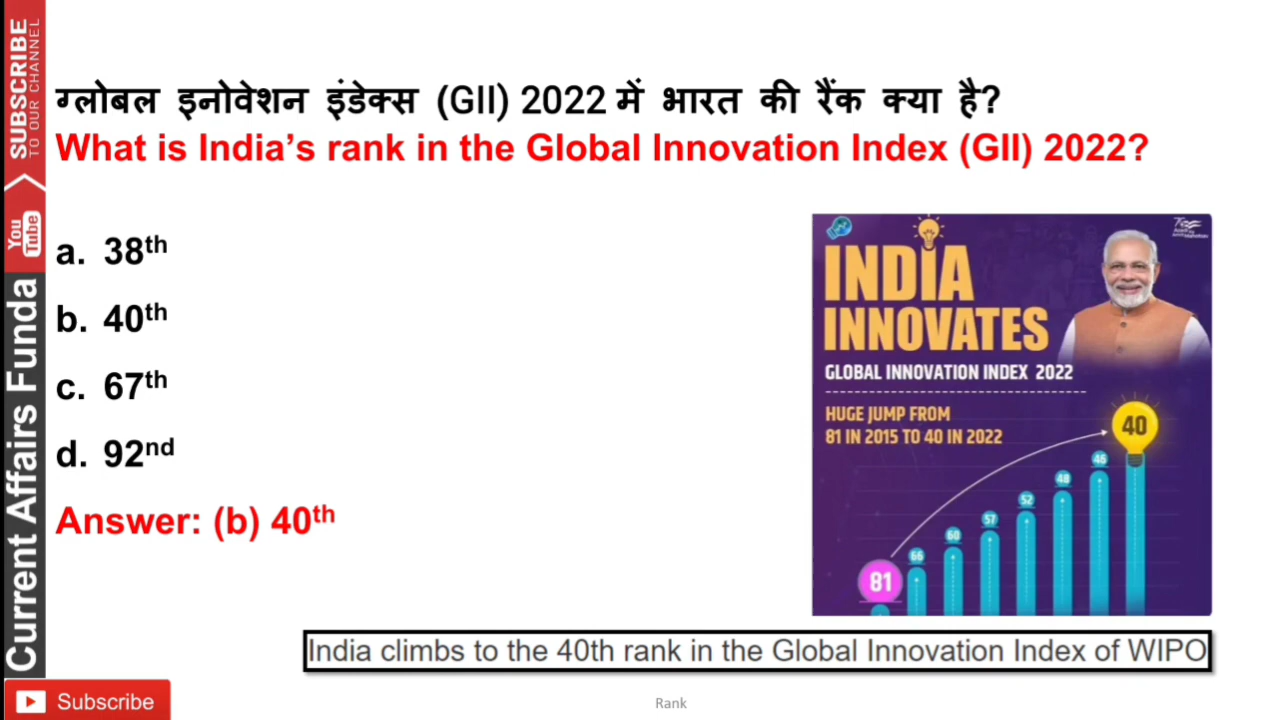 ग्लोबल इनोवेशन इंडेक्स (GII) 2022 में भारत की रैंक क्या है?
What is India's rank in the Global Innovation Index (GII) 2022?
a. 38th
b. 40th
c. 67th
d. 92nd
Answer: (b) 40th
INDIA
INNOVATES
GLOBAL INNOVATION INDEX 2022
HUGE JUMP FROM
81 IN 2015 TO 40 IN 2022
81
66
60
57
52
48
46
40
India climbs to the 40th rank in the Global Innovation Index of WIPO
SUBSCRIBE
TO OUR CHANNEL
You
Tube
Current Affairs Funda
Subscribe
Rank